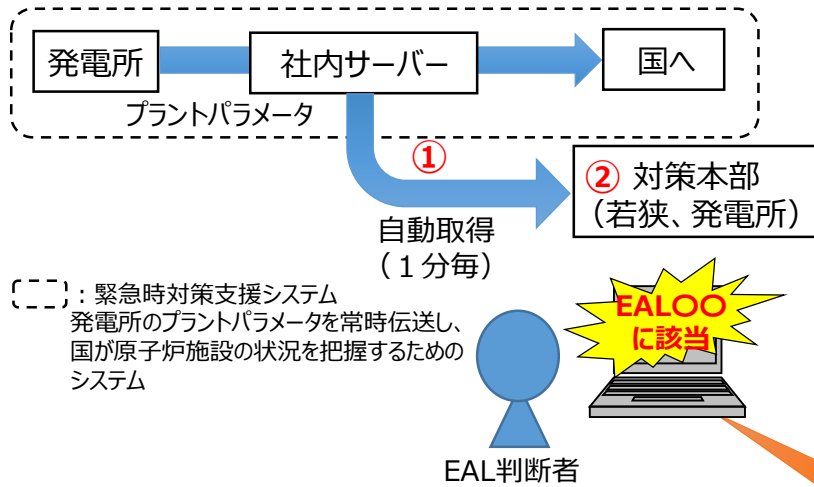 発電所
社内サーバー
国へ
プラントパラメータ
①
② 対策本部
（若狭、発電所）
自動取得
（１分毎）
：緊急時対策支援システム
発電所のプラントパラメータを常時伝送し、
国が原子炉施設の状況を把握するための
システム
EAL〇〇
に該当
EAL判断者